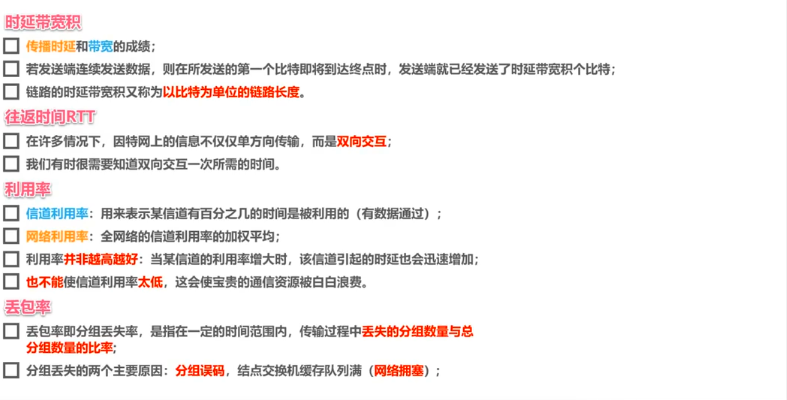 时延带宽积
传播时延和带宽的成绩；
若发送端连续发送数据，则在所发送的第一个比特即将到达终点时，发送端就已经发送了时延带宽积个比特；
链路的时延带宽积又称为以比特为单位的链路长度。
往返时间RTT
在许多情况下，因特网上的信息不仅仅单方向传输，而是双向交互；
我们有时很需要知道双向交互一次所需的时间。
利用率
信道利用率：用来表示某信道有百分之几的时间是被利用的（有数据通过）；
网络利用率：全网络的信道利用率的加权平均；
利用率并非越高越好：当某信道的利用率增大时，该信道引起的时延也会迅速增加；
也不能使信道利用率太低，这会使宝贵的通信资源被白白浪费。
丢包率
丢包率即分组丢失率，是指在一定的时间范围内，传输过程中丢失的分组数量与总
分组数量的比率；
分组丢失的两个主要原因：分组误码，结点交换机缓存队列满（网络拥塞）；